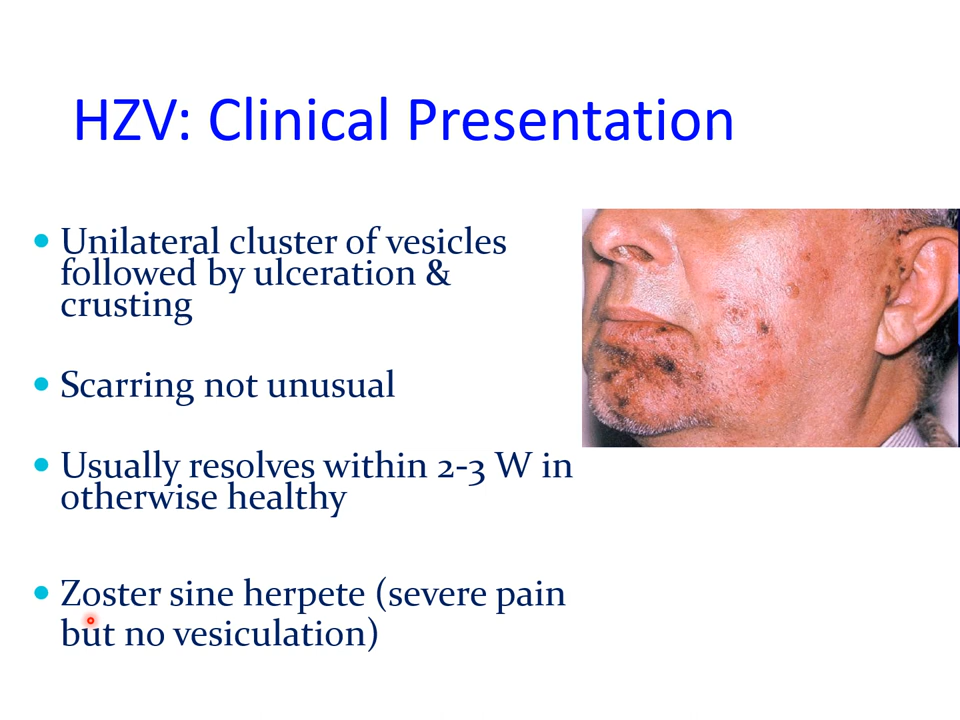 HZV: Clinical Presentation
• Unilateral cluster of vesicles
followed by ulceration &
crusting
• Scarring not unusual
• Usually resolves within 2-3 W in
otherwise healthy
• Zoster sine herpete (severe pain
but no vesiculation)